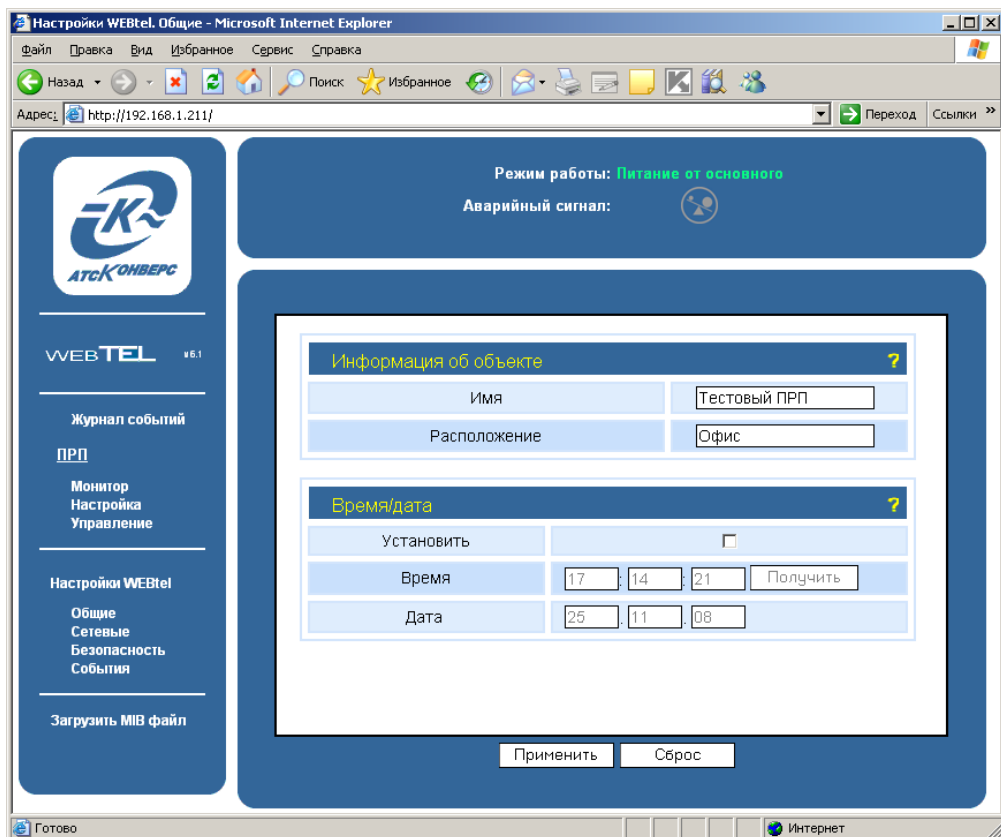 Настройки WEBtel. Общие - Microsoft Internet Explorer
Файл Правка Вид Избранное Сервис Справка
Назад Поиск Избранное
Адрес: http://192.168.1.211/ Переход Ссылки »
АТСКОНВЕРС
Режим работы: Питание от основного
Аварийный сигнал:
WEBTEL v 6.1
Журнал событий
ПРП
Монитор
Настройка
Управление
Настройки WEBtel
Общие
Сетевые
Безопасность
События
Загрузить MIB файл
Информация об объекте ?
Имя Тестовый ПРП
Расположение Офис
Время/дата ?
Установить
Время 17 : 14 : 21 Получить
Дата 25 . 11 . 08
Применить Сброс
Готово Интернет